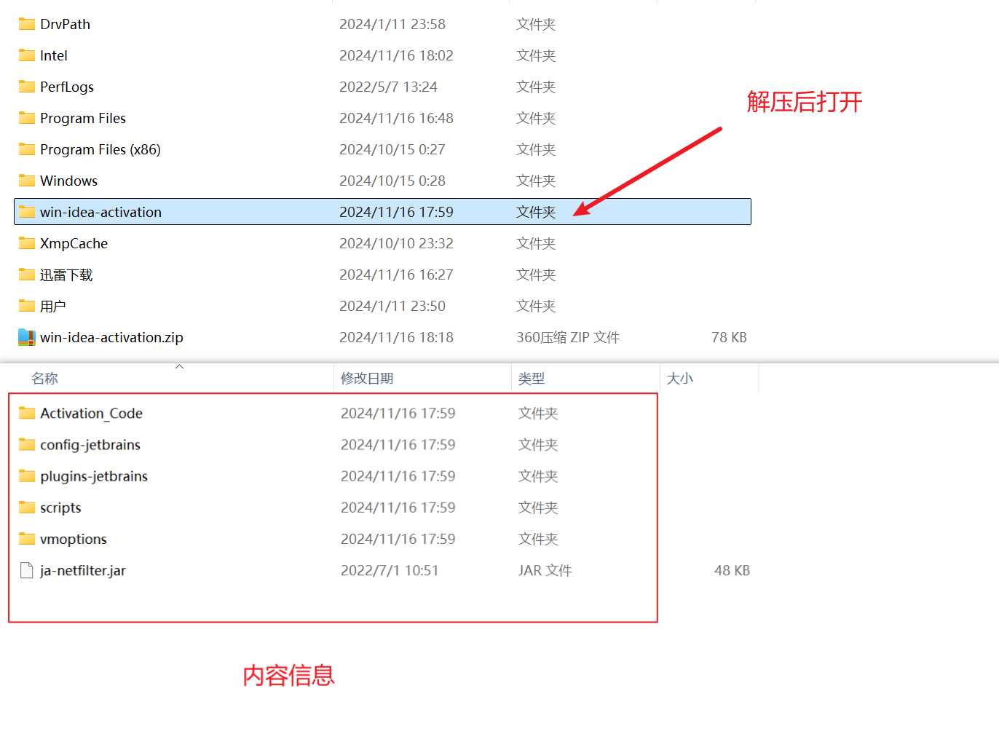 DrvPath 2024/1/11 23:58 文件夹
Intel 2024/11/16 18:02 文件夹
PerfLogs 2022/5/7 13:24 文件夹
解压后打开
Program Files 2024/11/16 16:48 文件夹
Program Files (x86) 2024/10/15 0:27 文件夹
Windows 2024/10/15 0:28 文件夹
win-idea-activation 2024/11/16 17:59 文件夹
XmpCache 2024/10/10 23:32 文件夹
迅雷下载 2024/11/16 16:27 文件夹
用户 2024/1/11 23:50 文件夹
win-idea-activation.zip 2024/11/16 18:18 360压缩 ZIP 文件 78 KB
名称 修改日期 类型 大小
Activation_Code 2024/11/16 17:59 文件夹
config-jetbrains 2024/11/16 17:59 文件夹
plugins-jetbrains 2024/11/16 17:59 文件夹
scripts 2024/11/16 17:59 文件夹
vmoptions 2024/11/16 17:59 文件夹
ja-netfilter.jar 2022/7/1 10:51 JAR 文件 48 KB
内容信息